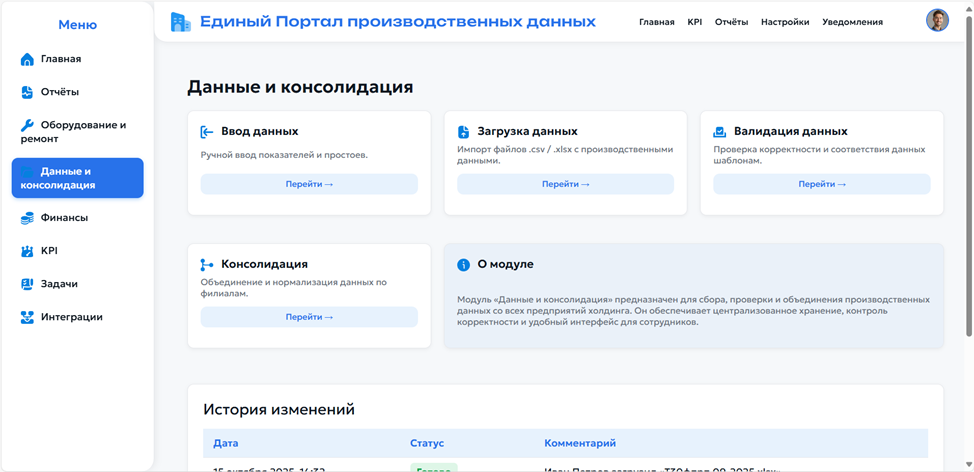 Меню
Главная
Отчёты
Оборудование и
ремонт
Данные и
консолидация
Финансы
KPI
Задачи
Интеграции
Единый Портал производственных данных
Главная KPI Отчёты Настройки Уведомления
Данные и консолидация
Ввод данных
Ручной ввод показателей и простоев.
Перейти →
Загрузка данных
Импорт файлов .csv / .xlsx с производственными
данными.
Перейти →
Валидация данных
Проверка корректности и соответствия данных
шаблонам.
Перейти →
Консолидация
Объединение и нормализация данных по
филиалам.
Перейти →
О модуле
Модуль «Данные и консолидация» предназначен для сбора, проверки и объединения производственных
данных со всех предприятий холдинга. Он обеспечивает централизованное хранение, контроль
корректности и удобный интерфейс для сотрудников.
История изменений
Дата Статус Комментарий
15 октября 2025, 14:32 Готово Иван Петров загрузил